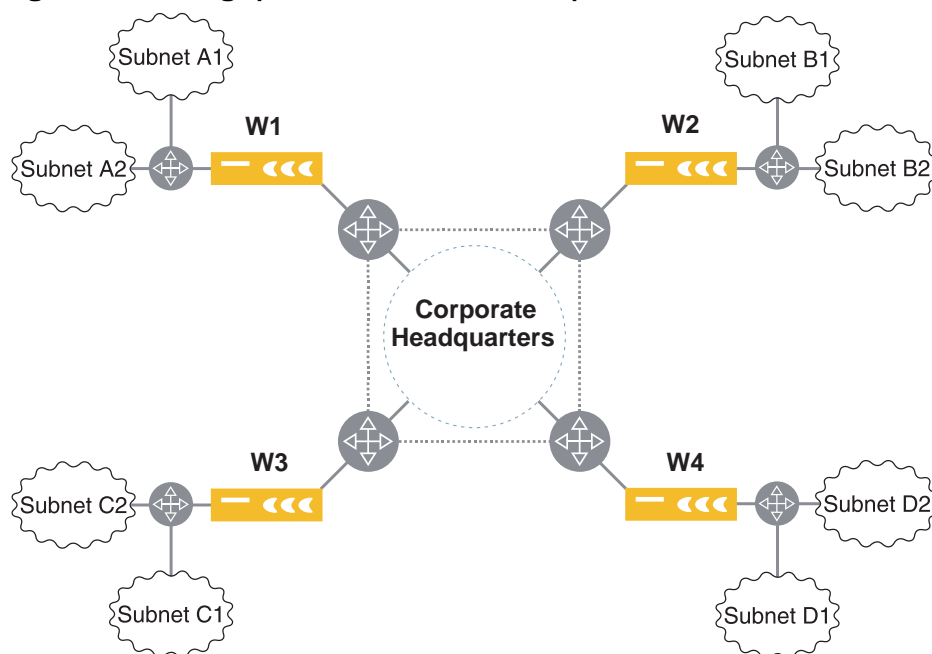 Subnet A1
Subnet B1
W1
W2
Subnet A2
Subnet B2
Corporate
Headquarters
W3
W4
Subnet C2
Subnet D2
Subnet C1
Subnet D1